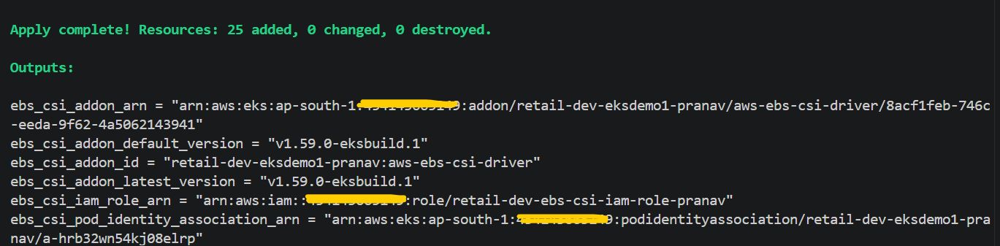 Apply complete! Resources: 25 added, 0 changed, 0 destroyed.
Outputs:
ebs_csi_addon_arn = "arn:aws:eks:ap-south-1:[redacted]:addon/retail-dev-eksdemo1-pranav/aws-ebs-csi-driver/8acf1feb-746c
-eeda-9f62-4a5062143941"
ebs_csi_addon_default_version = "v1.59.0-eksbuild.1"
ebs_csi_addon_id = "retail-dev-eksdemo1-pranav:aws-ebs-csi-driver"
ebs_csi_addon_latest_version = "v1.59.0-eksbuild.1"
ebs_csi_iam_role_arn = "arn:aws:iam:::role/retail-dev-ebs-csi-iam-role-pranav"
ebs_csi_pod_identity_association_arn = "arn:aws:eks:ap-south-1::podidentityassociation/retail-dev-eksdemo1-pra
nav/a-hrb32wn54kj08elrp"